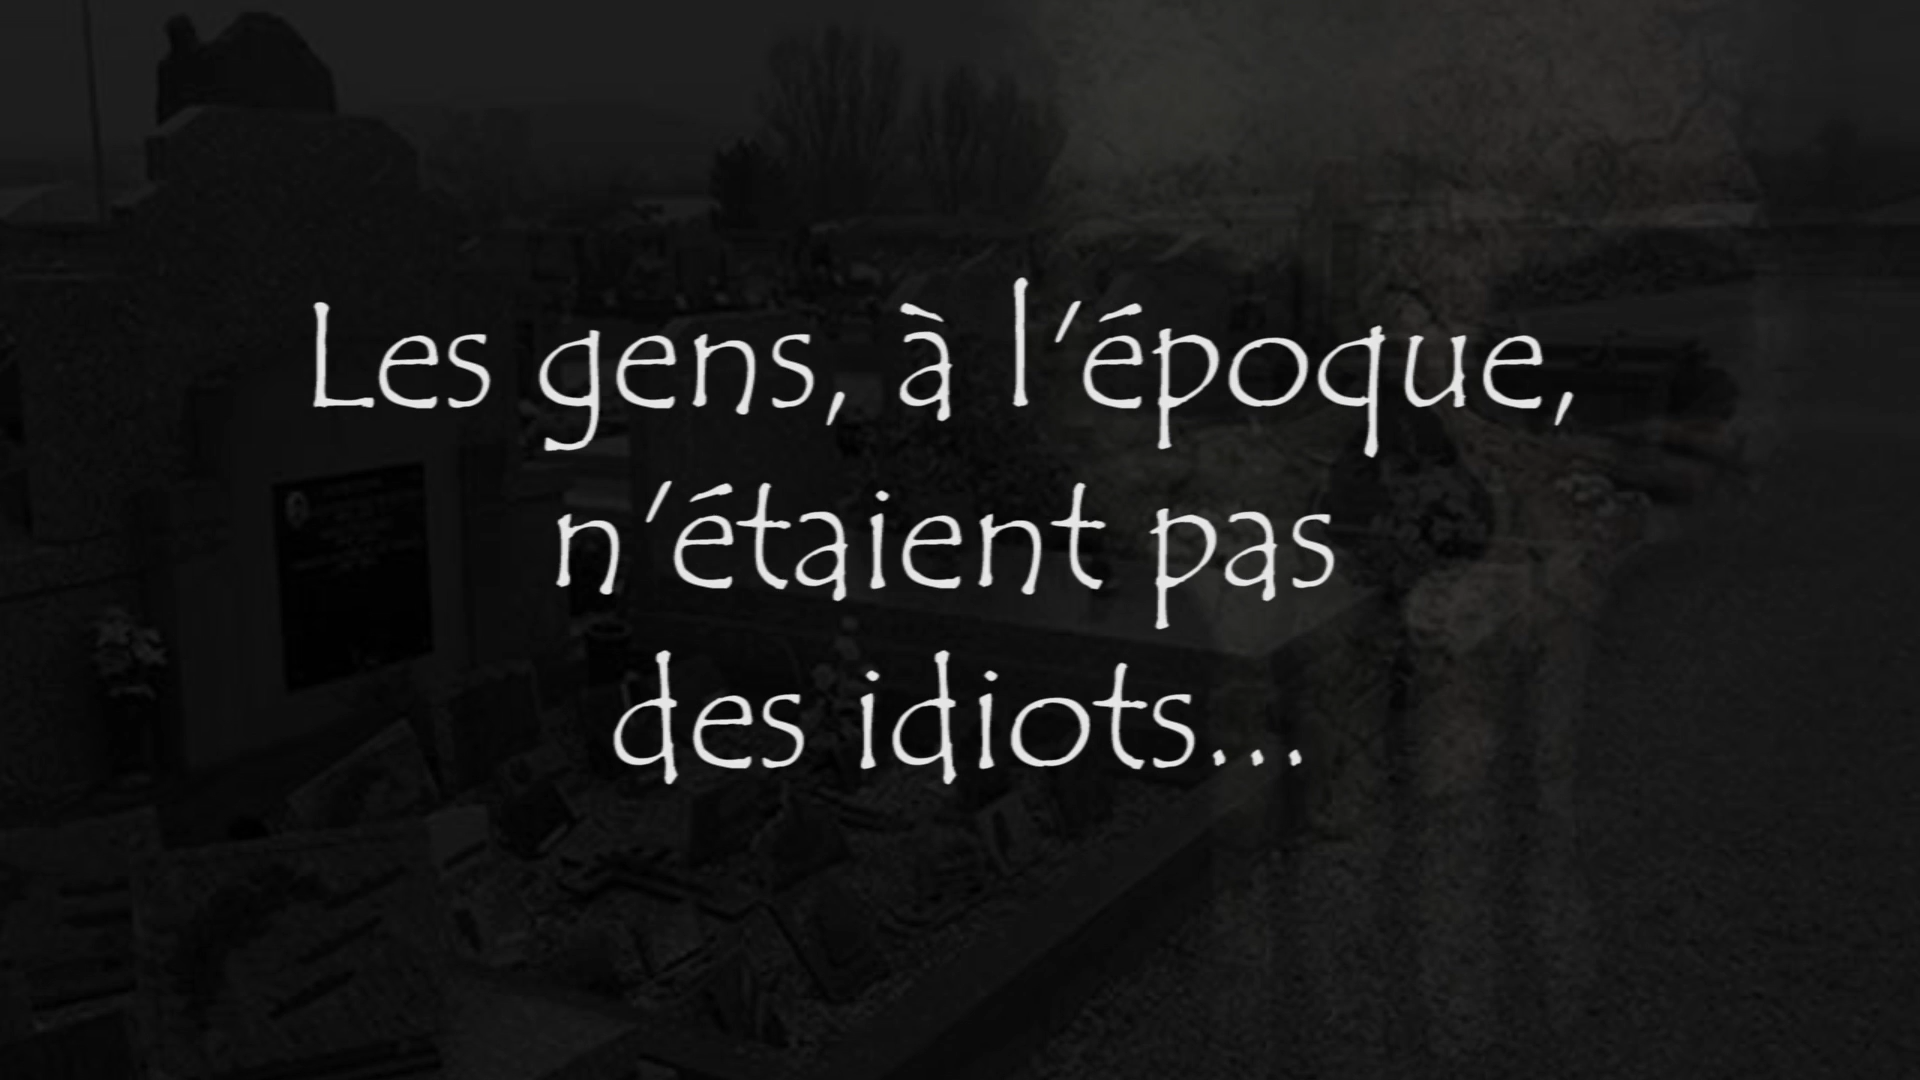 Les gens, à l'époque,
n'étaient pas
des idiots...